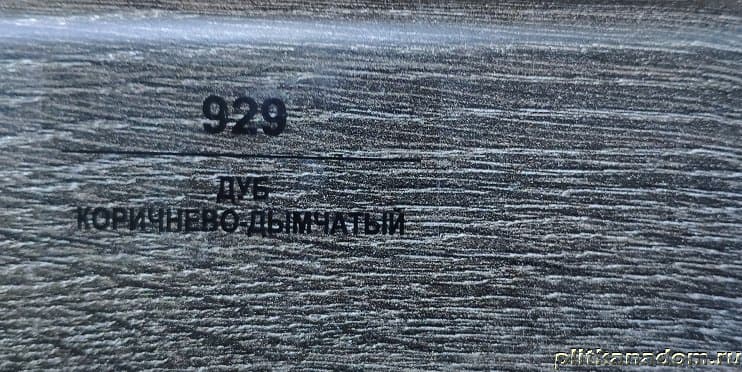 929
ДУБ
КОРИЧНЕВО-ДЫМЧАТЫЙ
plitkanadom.ru